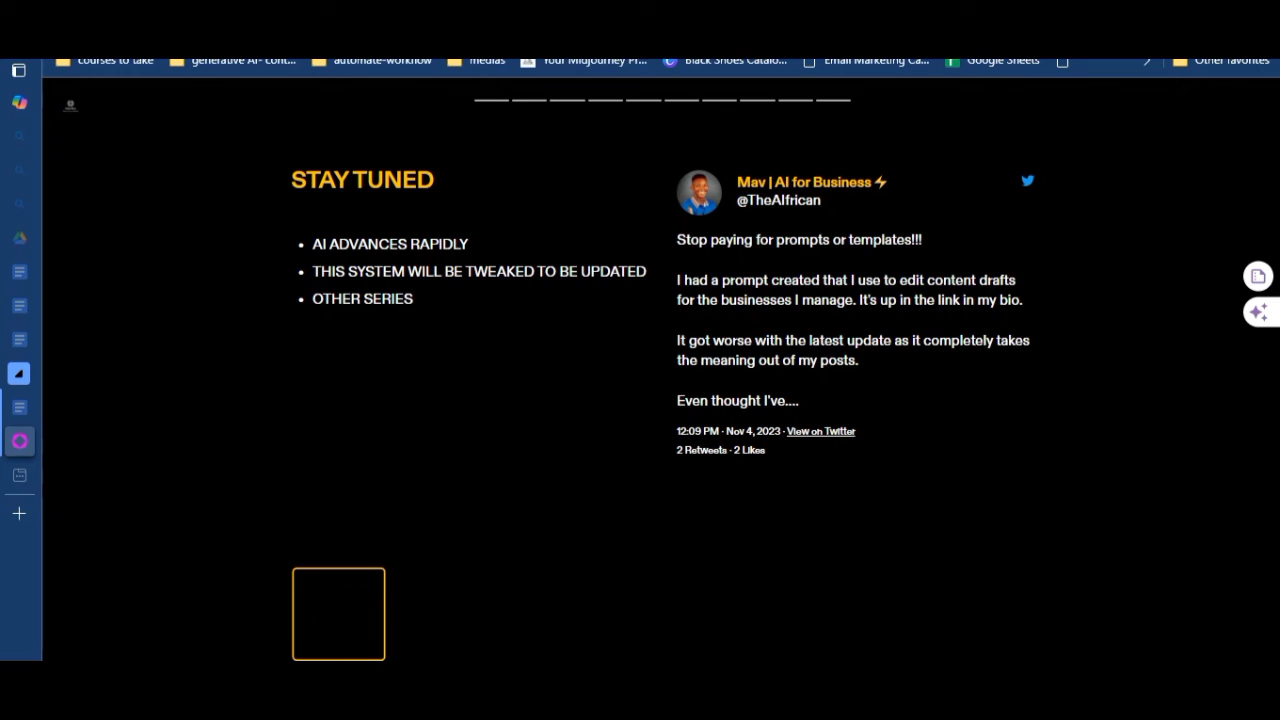 courses to take
generative AI- cont...
automate-workflow
medias
Your Midjourney Pr...
Black Shoes Catalo...
Email Marketing Ca...
Google Sheets
Other favorites
STAY TUNED
• AI ADVANCES RAPIDLY
• THIS SYSTEM WILL BE TWEAKED TO BE UPDATED
• OTHER SERIES
Mav | AI for Business⚡
@TheAIfrican
Stop paying for prompts or templates!!!
I had a prompt created that I use to edit content drafts
for the businesses I manage. It's up in the link in my bio.
It got worse with the latest update as it completely takes
the meaning out of my posts.
Even thought I've....
12:09 PM · Nov 4, 2023 · View on Twitter
2 Retweets · 2 Likes